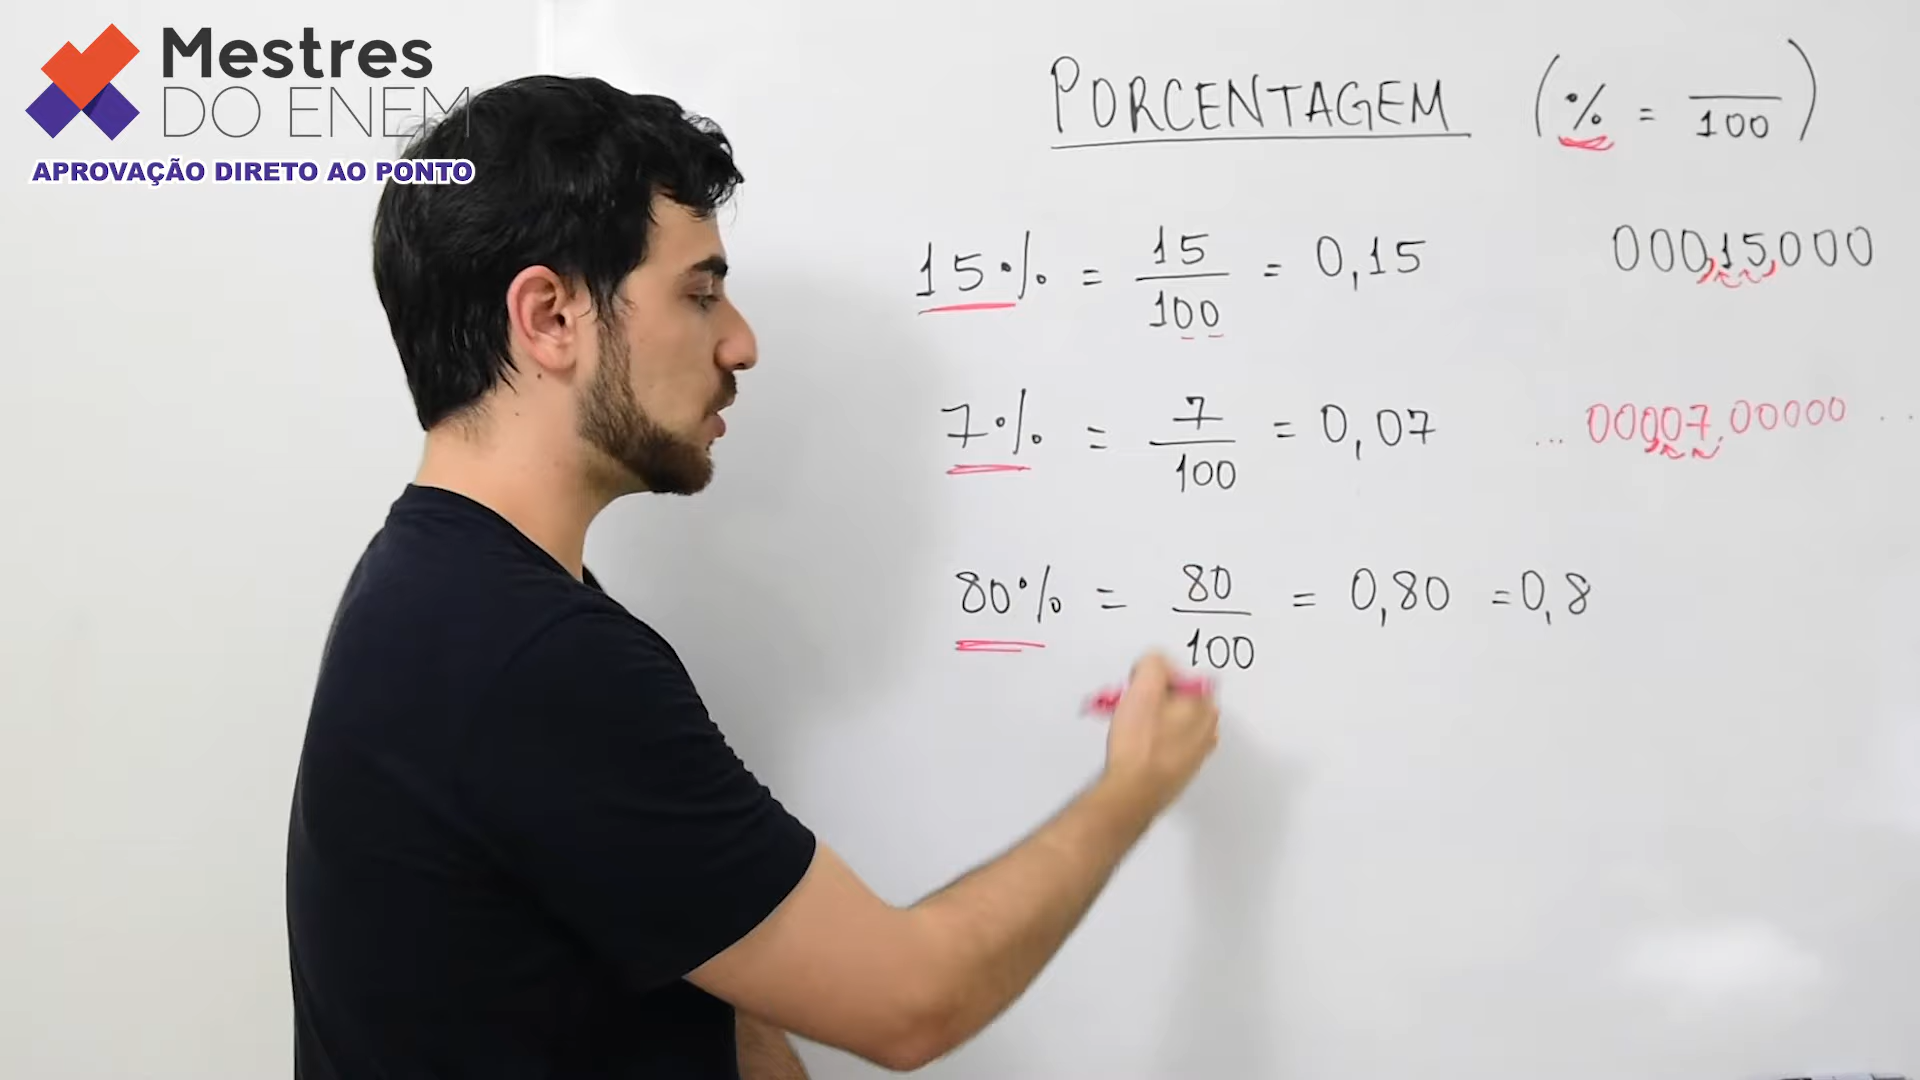 Mestres
DO ENEM
APROVAÇÃO DIRETO AO PONTO
PORCENTAGEM (% = /100)
15% = 15/100 = 0,15 000,15,000
7% = 7/100 = 0,07 ... 00007,00000 ...
80% = 80/100 = 0,80 = 0,8